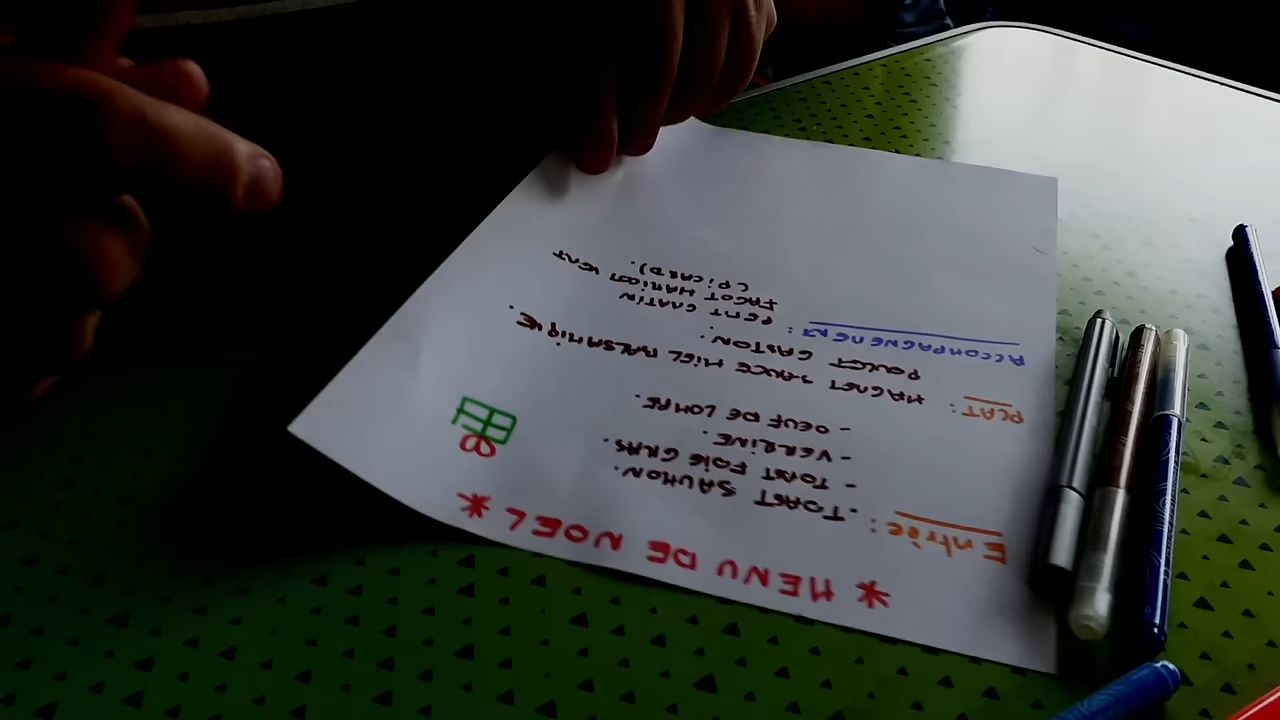 * MENU DE NOEL *
Entrée : - TOAST SAUMON.
- TOAST FOIE GRAS.
- VERRINE.
- OEUF DE LOMPE.
PLAT : MAGRET SAUCE MIEL BALSAMIQUE.
POULET GASTON.
ACCOMPAGNEMENT : PETIT GRATIN
FAGOT HARICOT VERT
(PICARD).